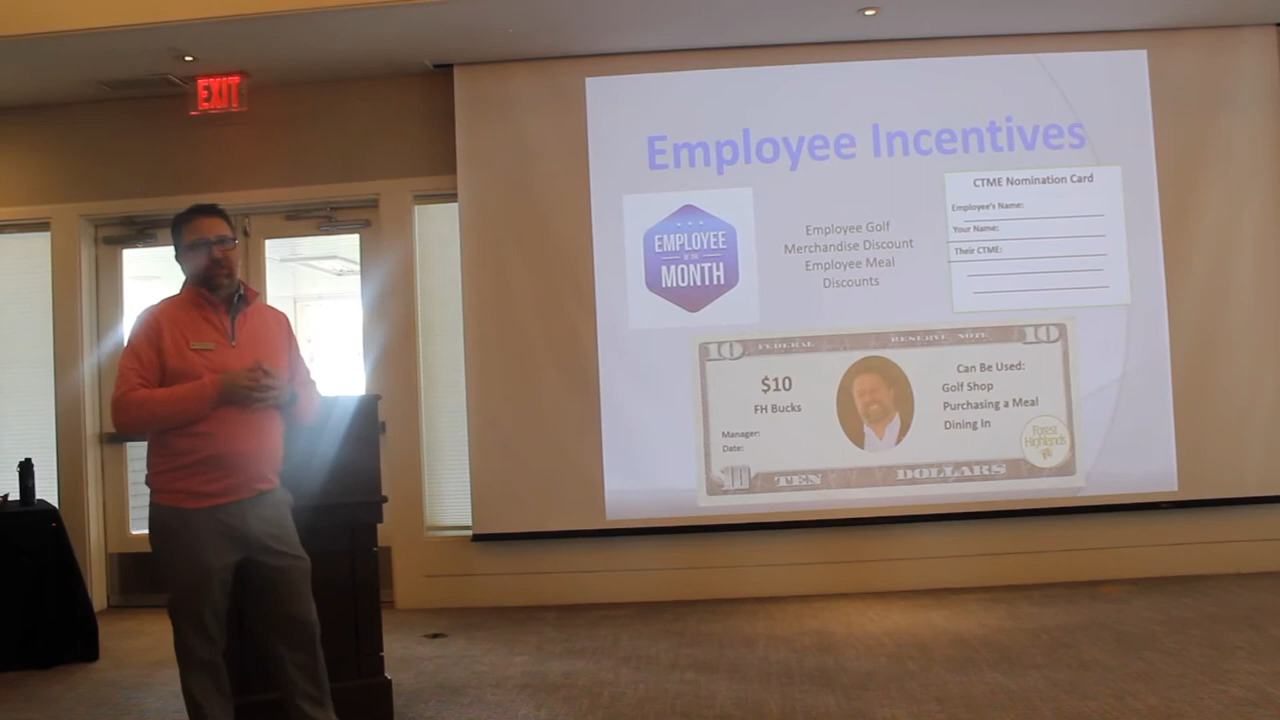 EXIT
Employee Incentives
EMPLOYEE
OF THE
MONTH
Employee Golf
Merchandise Discount
Employee Meal
Discounts
CTME Nomination Card
Employee's Name:
Your Name:
Their CTME:
10 FEDERAL RESERVE NOTE 10
$10
FH Bucks
Manager:
Date:
Can Be Used:
Golf Shop
Purchasing a Meal
Dining In
Forest
Highlands
10 TEN DOLLARS